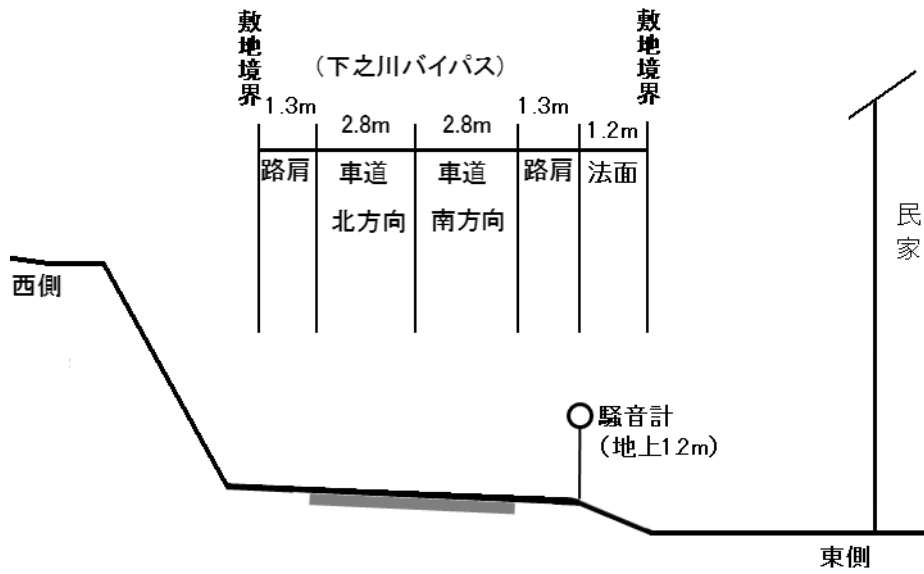 敷地境界
敷地境界
(下之川バイパス)
1.3m
2.8m
2.8m
1.3m
1.2m
路肩
車道
北方向
車道
南方向
路肩
法面
民家
西側
騒音計
(地上1.2m)
東側